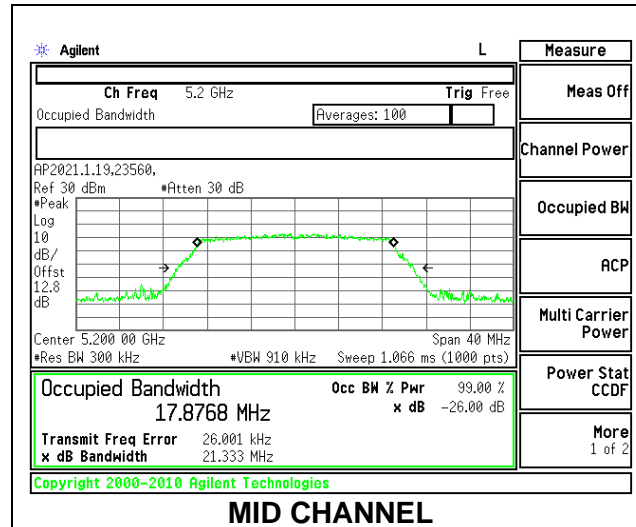 Agilent L Measure
Ch Freq 5.2 GHz Trig Free
Meas Off
Occupied Bandwidth Averages: 100
Channel Power
AP2021.1.19,23560,
Ref 30 dBm #Atten 30 dB
#Peak
Log
10
dB/
Offst
12.8
dB
Occupied BW
ACP
Multi Carrier
Power
Center 5.200 00 GHz Span 40 MHz
#Res BW 300 kHz #VBW 910 kHz Sweep 1.066 ms (1000 pts)
Power Stat
CCDF
Occupied Bandwidth Occ BW % Pwr 99.00 %
17.8768 MHz x dB -26.00 dB
Transmit Freq Error 26.001 kHz
x dB Bandwidth 21.333 MHz
More
1 of 2
Copyright 2000-2010 Agilent Technologies
MID CHANNEL